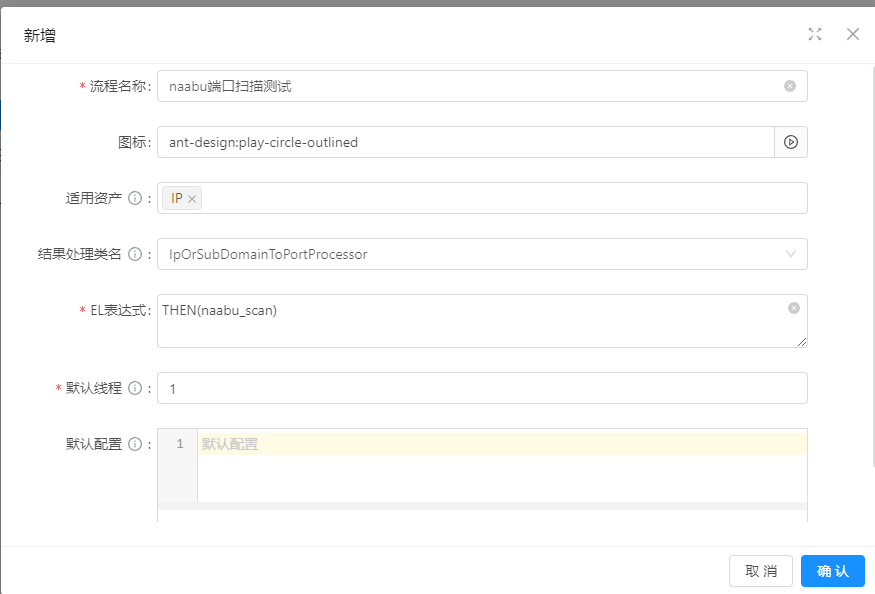 新增
* 流程名称: naabu端口扫描测试
图标: ant-design:play-circle-outlined
适用资产 : IP
结果处理类名 : IpOrSubDomainToPortProcessor
* EL表达式: THEN(naabu_scan)
* 默认线程 : 1
默认配置 : 1 默认配置
取 消 确 认